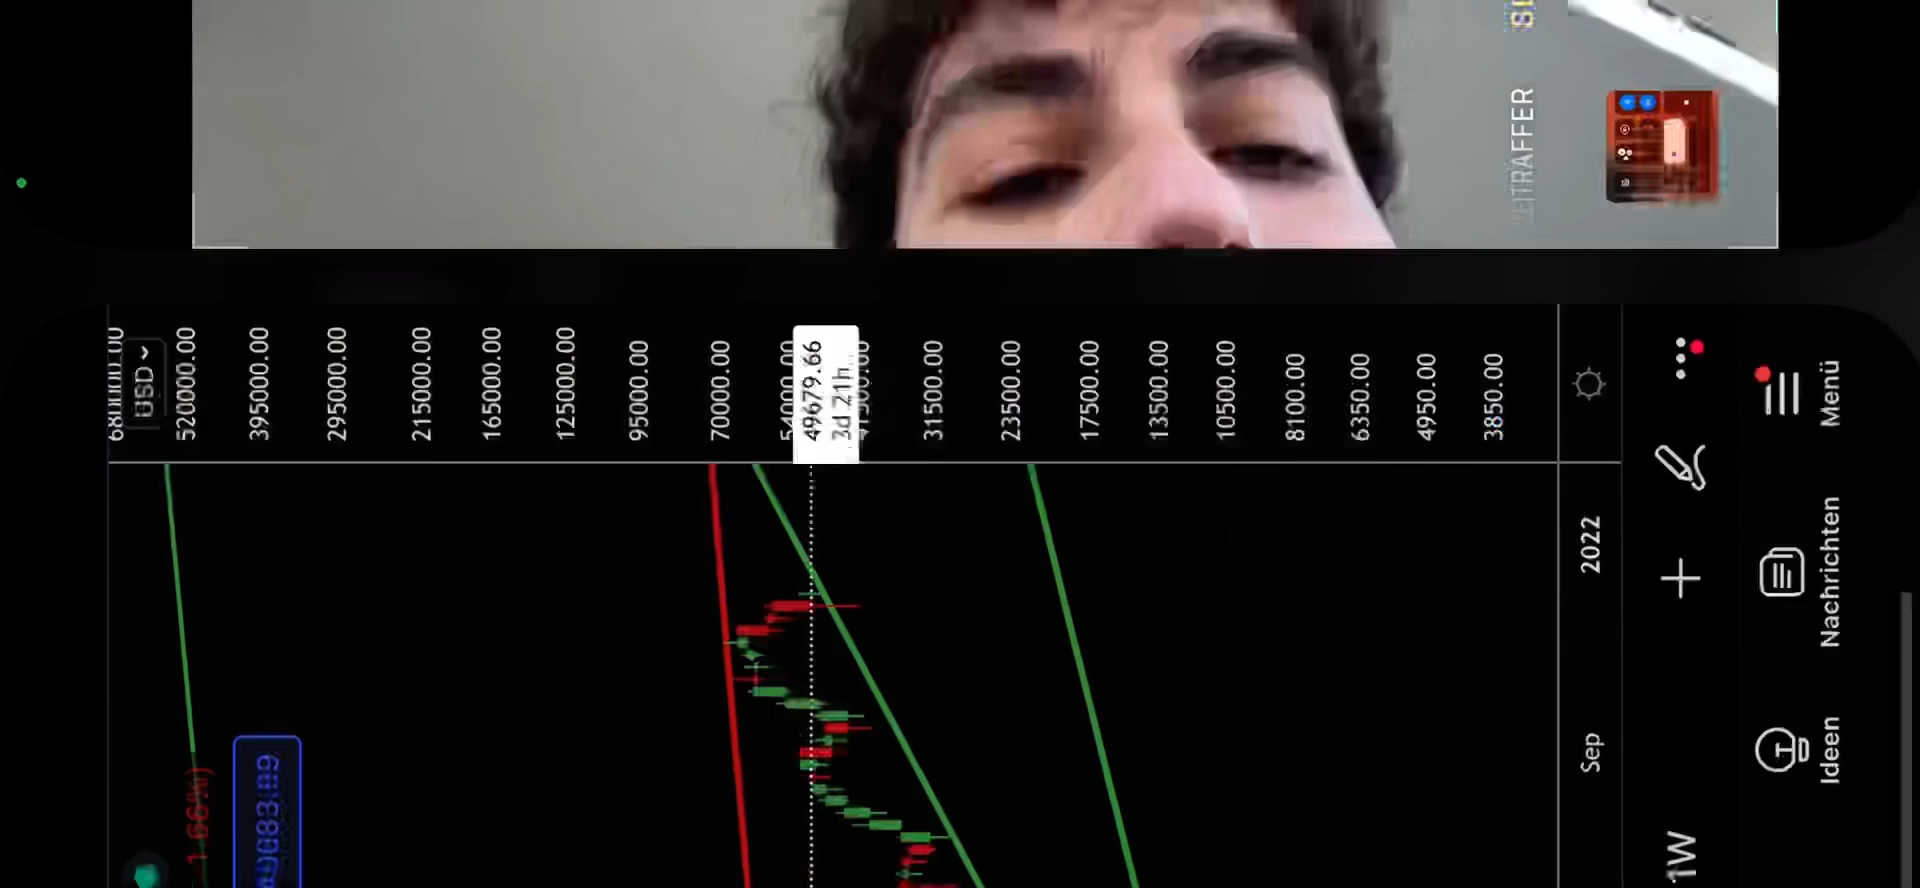 USD
520000.00
395000.00
295000.00
215000.00
165000.00
125000.00
95000.00
70000.00
49679.66
3d 21h
31500.00
23500.00
17500.00
13500.00
10500.00
8100.00
6350.00
4950.00
3850.00
2022
Sep
1W
Menü
Nachrichten
Ideen